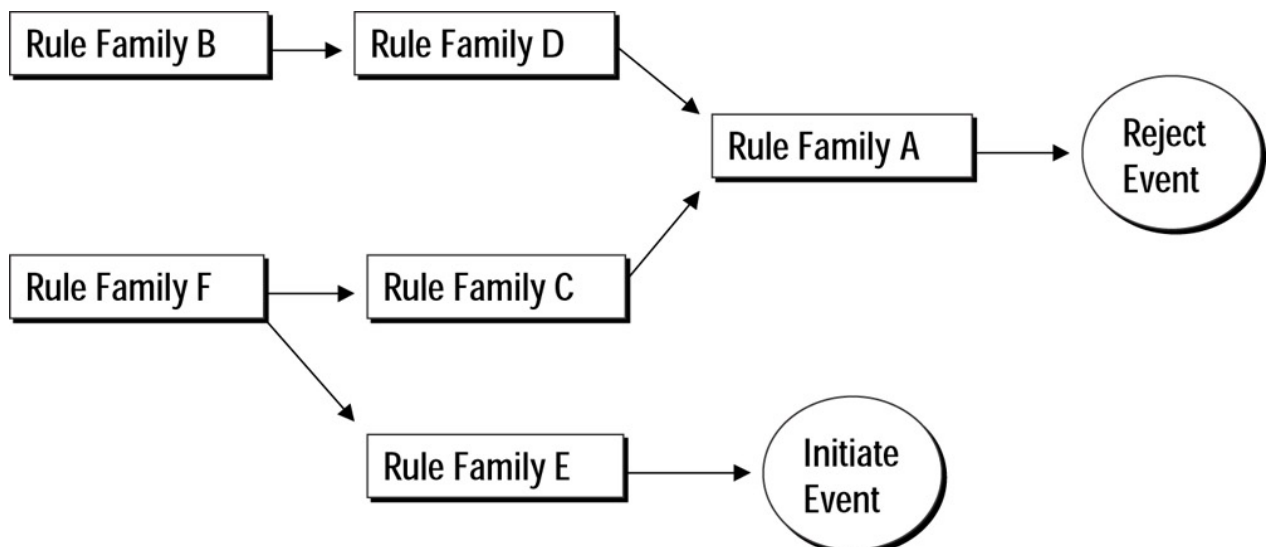 Rule Family B
Rule Family D
Rule Family A
Reject
Event
Rule Family F
Rule Family C
Rule Family E
Initiate
Event